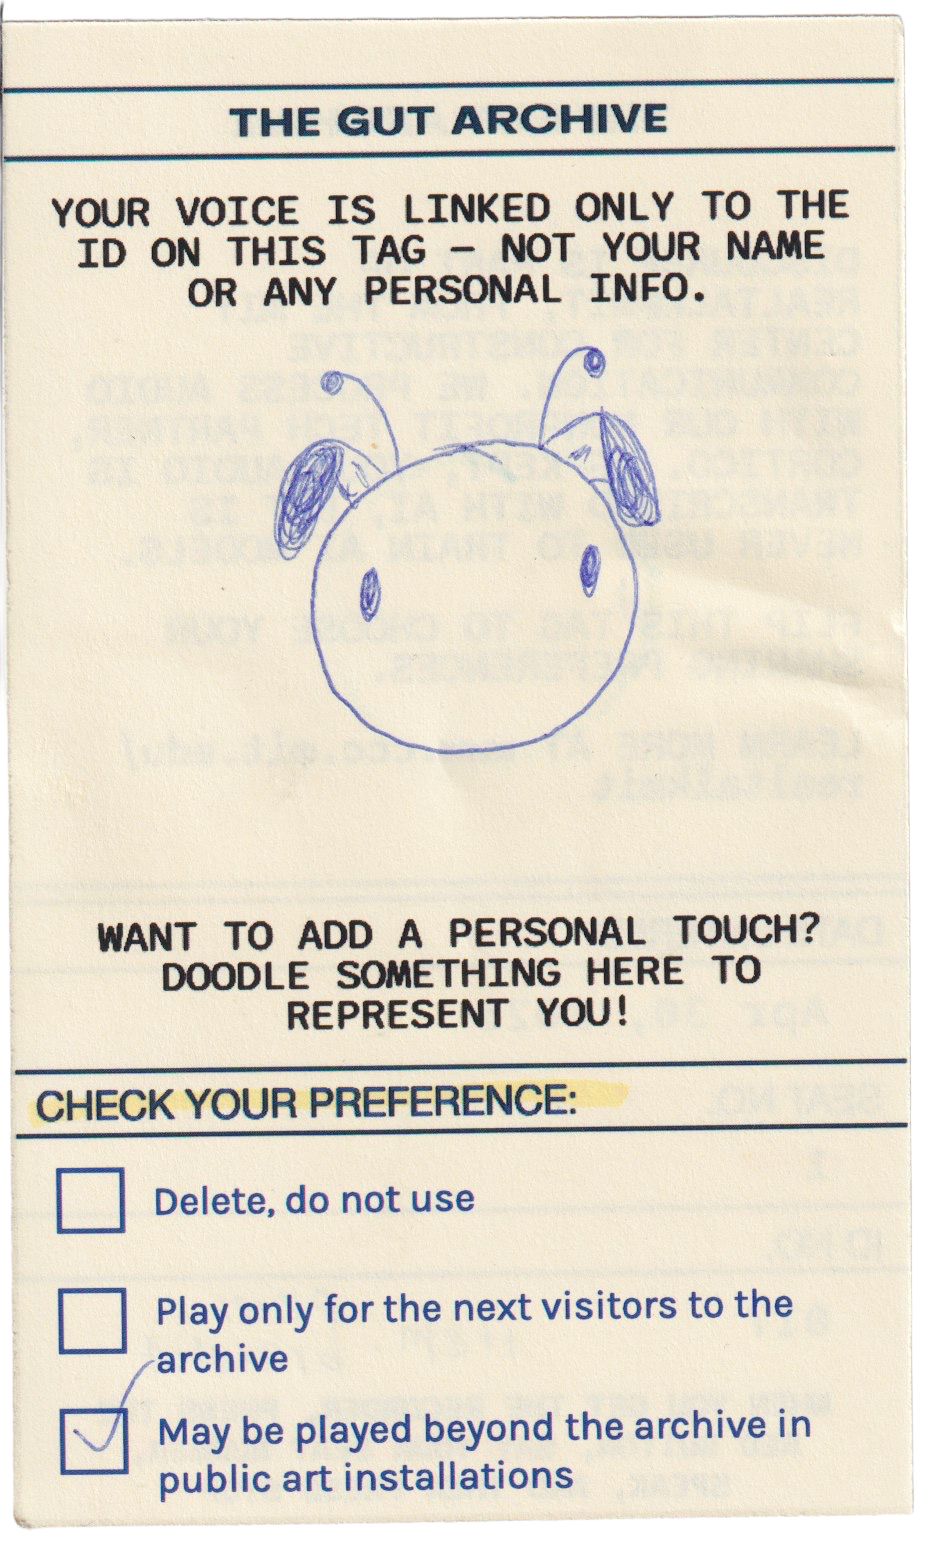 THE GUT ARCHIVE
YOUR VOICE IS LINKED ONLY TO THE
ID ON THIS TAG — NOT YOUR NAME
OR ANY PERSONAL INFO.
WANT TO ADD A PERSONAL TOUCH?
DOODLE SOMETHING HERE TO
REPRESENT YOU!
CHECK YOUR PREFERENCE:
Delete, do not use
Play only for the next visitors to the
archive
May be played beyond the archive in
public art installations